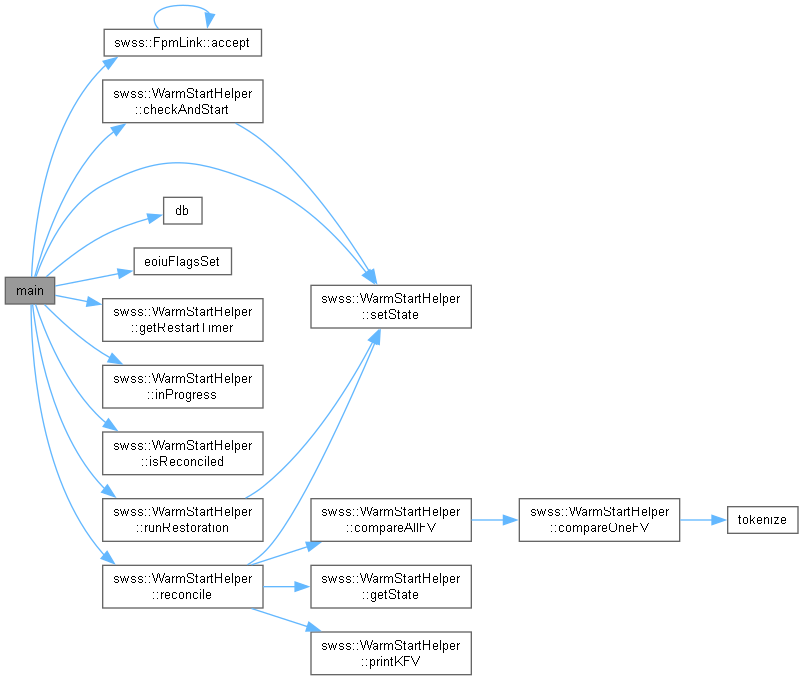 swss::FpmLink::accept
swss::WarmStartHelper
::checkAndStart
db
eoiuFlagsSet
main
swss::WarmStartHelper
::getRestartTimer
swss::WarmStartHelper
::setState
swss::WarmStartHelper
::inProgress
swss::WarmStartHelper
::isReconciled
swss::WarmStartHelper
::runRestoration
swss::WarmStartHelper
::compareAllFV
swss::WarmStartHelper
::compareOneFV
tokenize
swss::WarmStartHelper
::reconcile
swss::WarmStartHelper
::getState
swss::WarmStartHelper
::printKFV